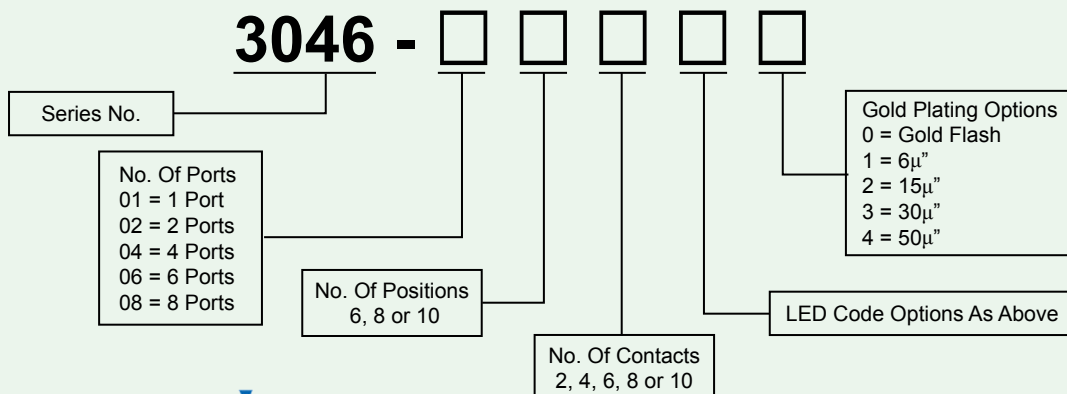 3046 - □ □ □ □ □
Series No.
No. Of Ports
01 = 1 Port
02 = 2 Ports
04 = 4 Ports
06 = 6 Ports
08 = 8 Ports
No. Of Positions
6, 8 or 10
No. Of Contacts
2, 4, 6, 8 or 10
LED Code Options As Above
Gold Plating Options
0 = Gold Flash
1 = 6μ”
2 = 15μ”
3 = 30μ”
4 = 50μ”